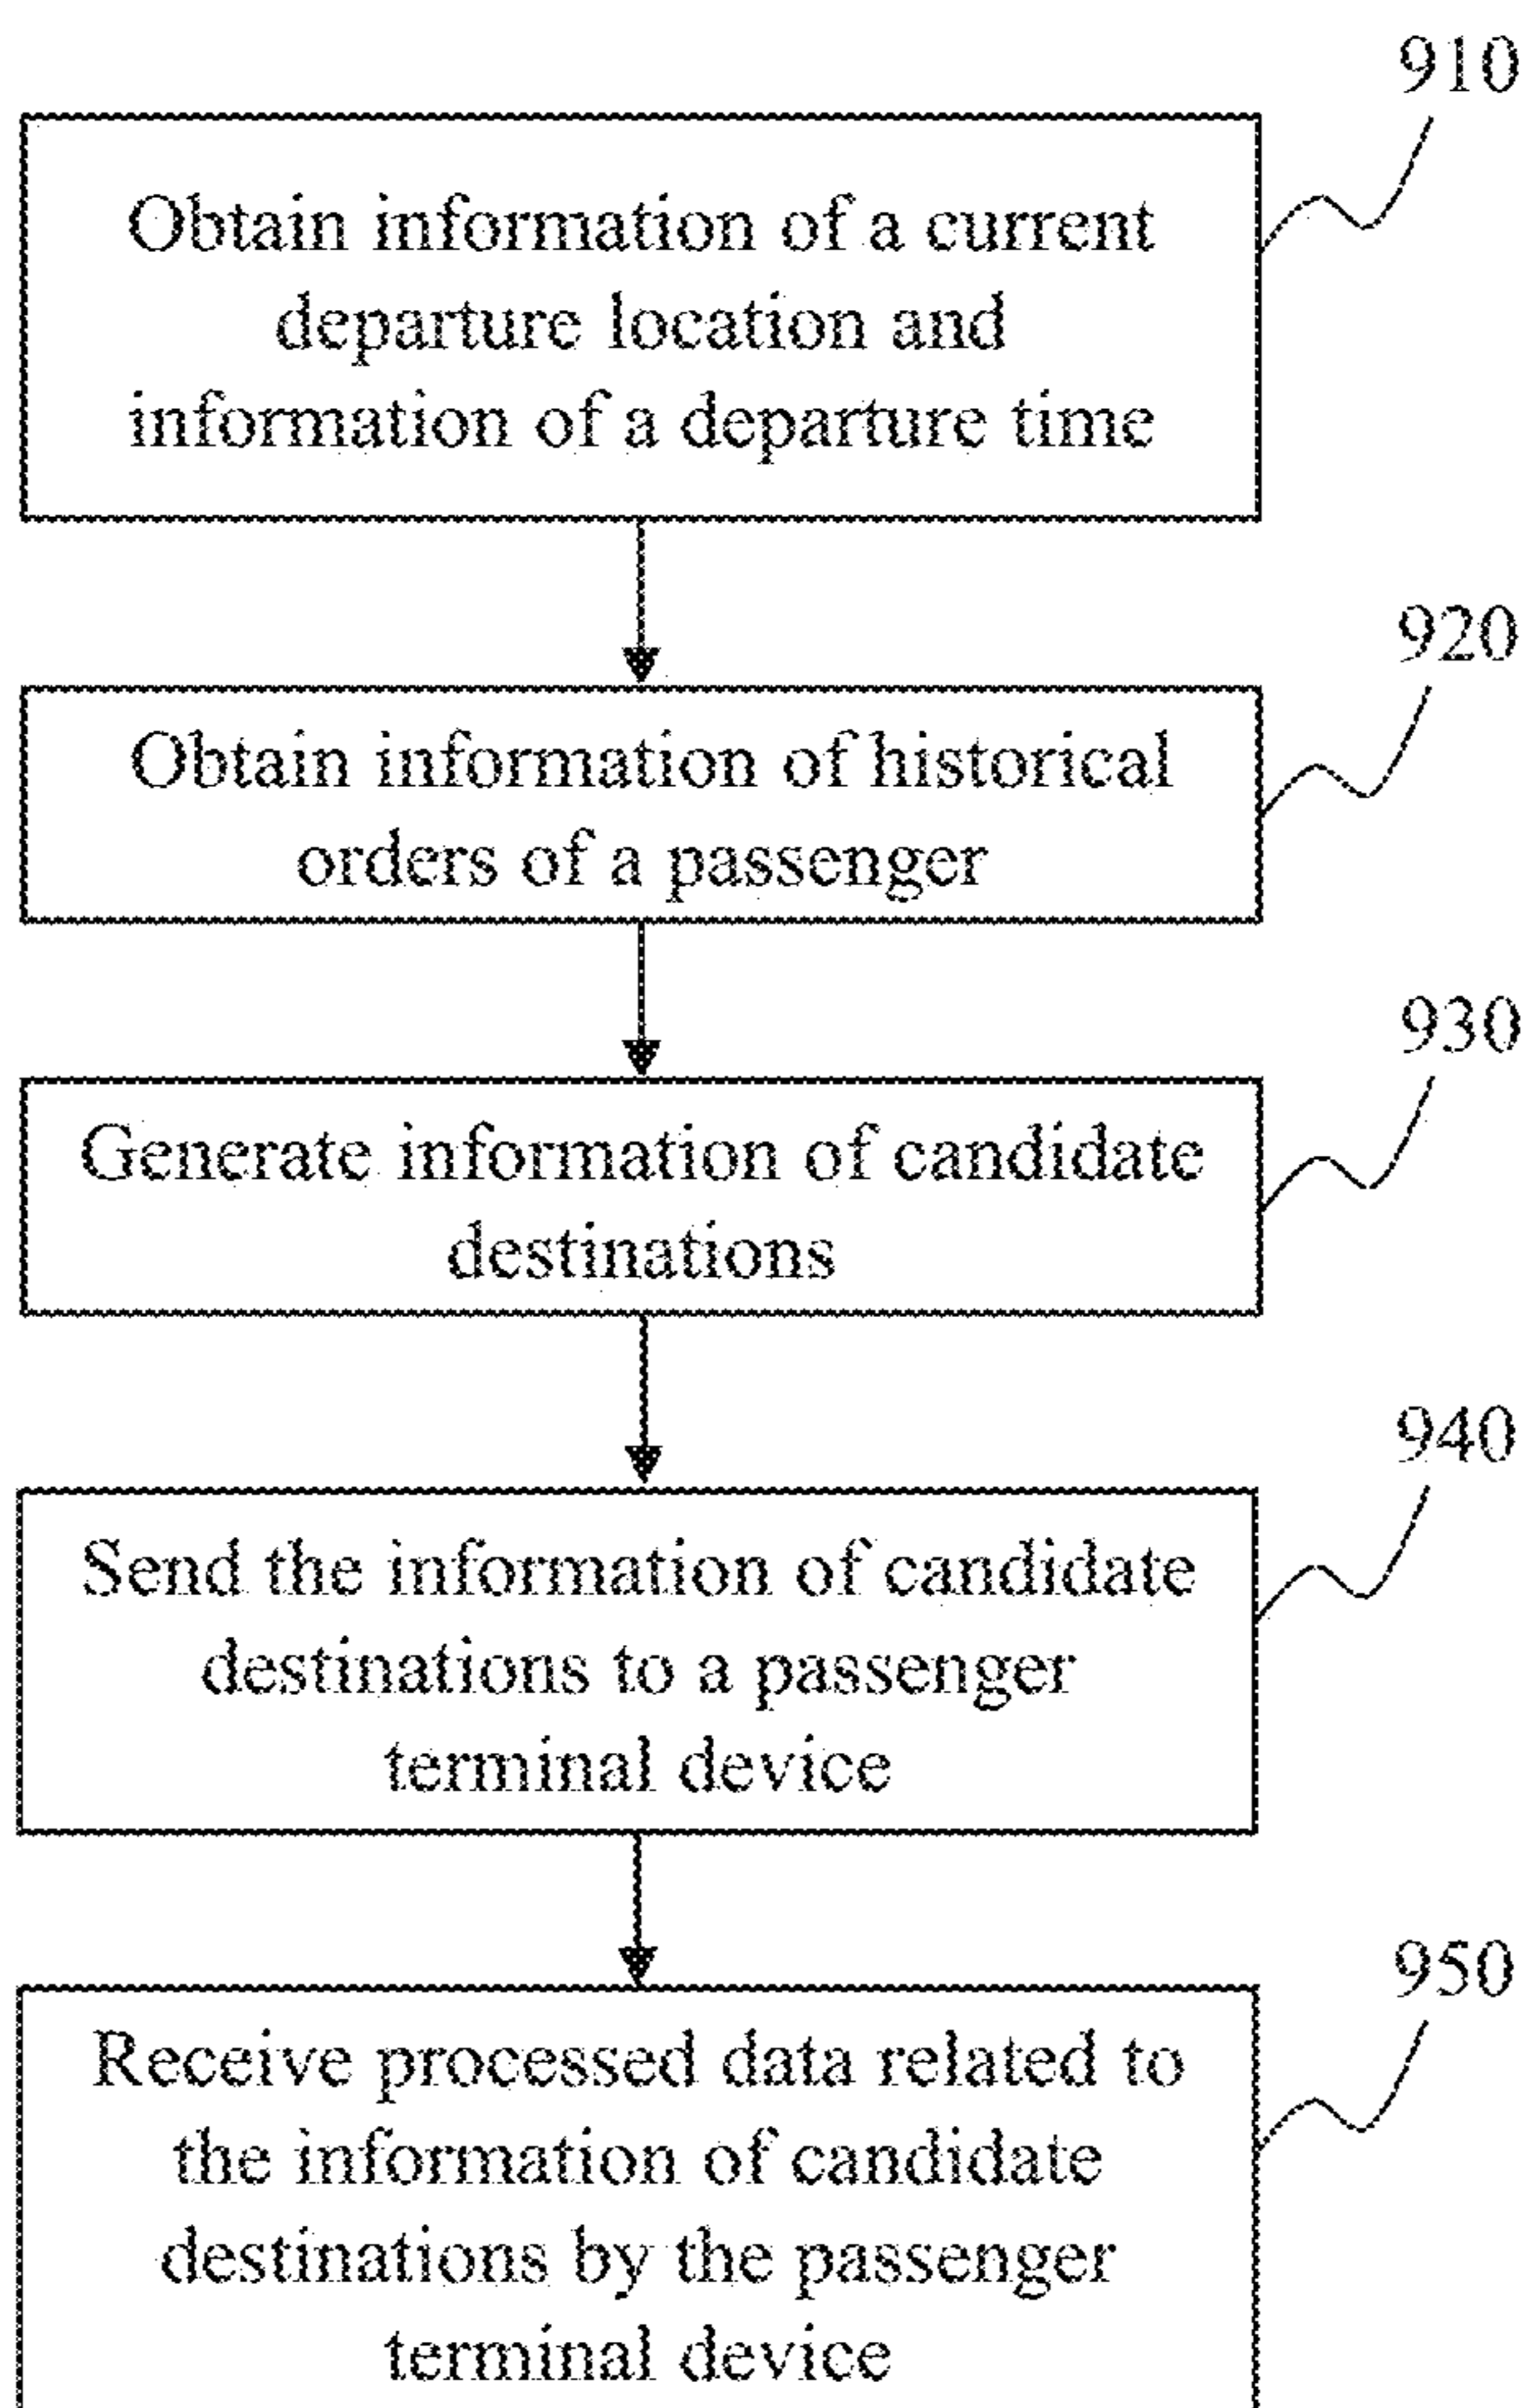 910
Obtain information of a current
departure location and
information of a departure time
920
Obtain information of historical
orders of a passenger
930
Generate information of candidate
destinations
940
Send the information of candidate
destinations to a passenger
terminal device
950
Receive processed data related to
the information of candidate
destinations by the passenger
terminal device